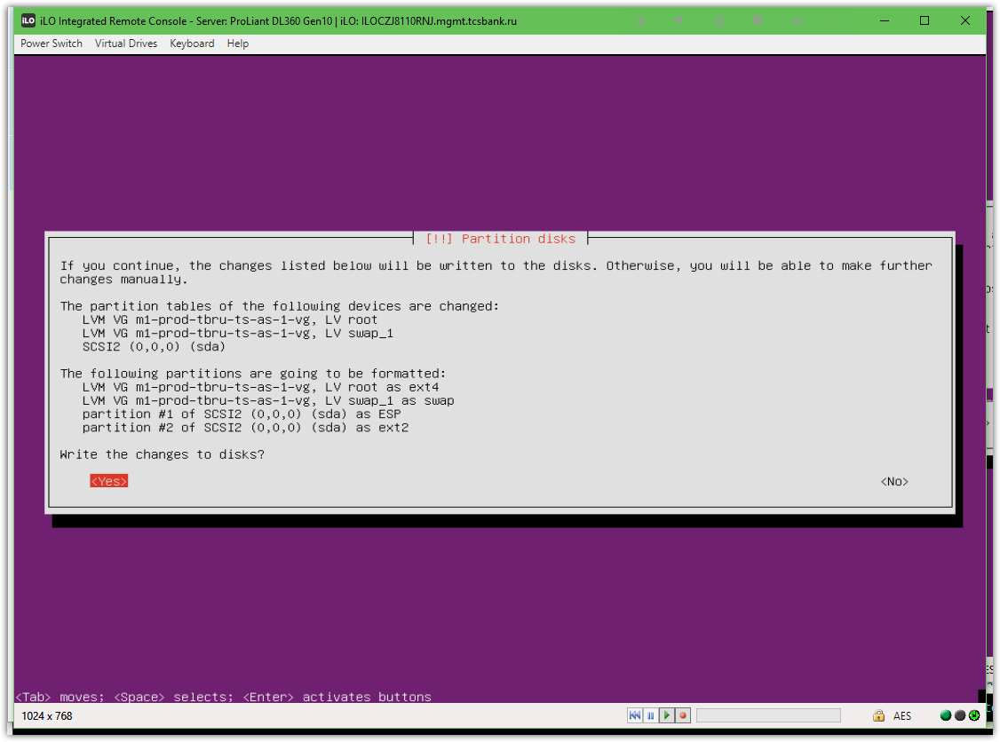 iLO iLO Integrated Remote Console - Server: ProLiant DL360 Gen10 | iLO: ILOCZJ8110RNJ.mgmt.tcsbank.ru
Power Switch Virtual Drives Keyboard Help
[!!] Partition disks
If you continue, the changes listed below will be written to the disks. Otherwise, you will be able to make further
changes manually.
The partition tables of the following devices are changed:
LVM VG m1-prod-tbru-ts-as-1-vg, LV root
LVM VG m1-prod-tbru-ts-as-1-vg, LV swap_1
SCSI2 (0,0,0) (sda)
The following partitions are going to be formatted:
LVM VG m1-prod-tbru-ts-as-1-vg, LV root as ext4
LVM VG m1-prod-tbru-ts-as-1-vg, LV swap_1 as swap
partition #1 of SCSI2 (0,0,0) (sda) as ESP
partition #2 of SCSI2 (0,0,0) (sda) as ext2
Write the changes to disks?
<Yes> <No>
<Tab> moves; <Space> selects; <Enter> activates buttons
1024 x 768 AES